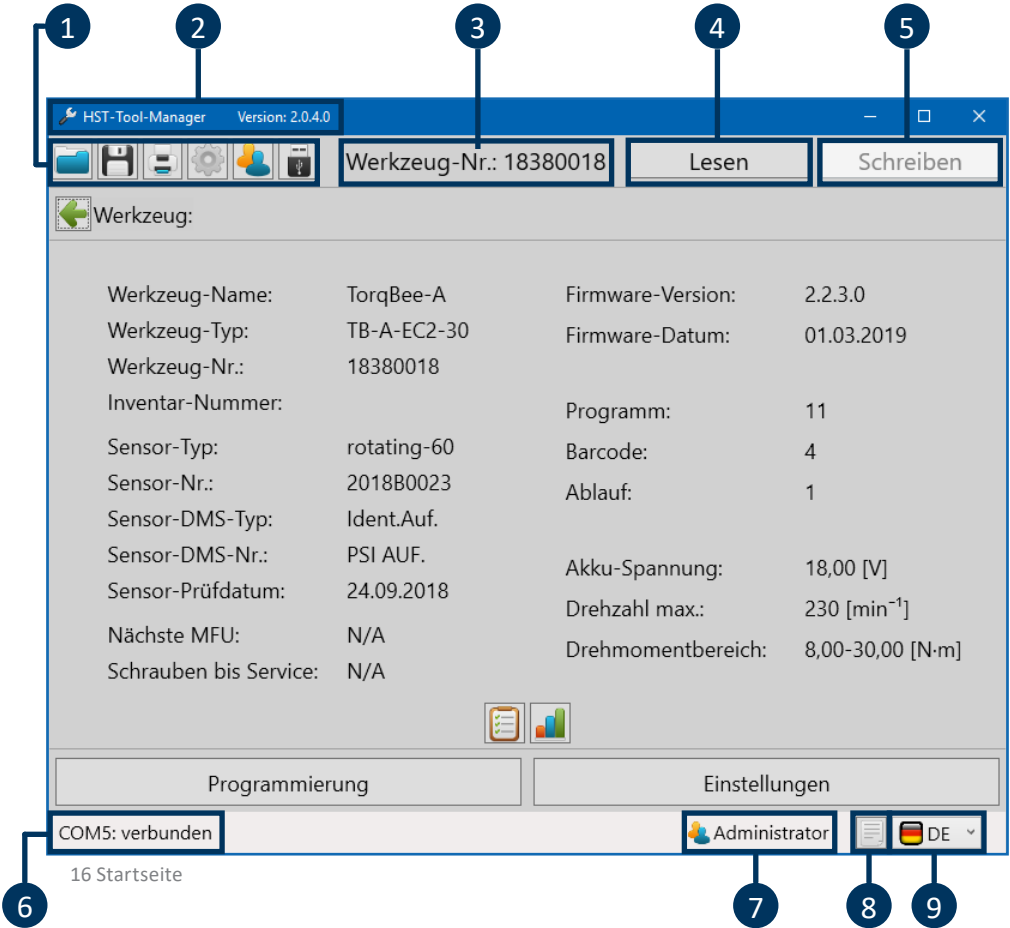 1 2 3 4 5
HST-Tool-Manager Version: 2.0.4.0
Werkzeug-Nr.: 18380018 Lesen Schreiben
Werkzeug:
Werkzeug-Name: TorqBee-A Firmware-Version: 2.2.3.0
Werkzeug-Typ: TB-A-EC2-30 Firmware-Datum: 01.03.2019
Werkzeug-Nr.: 18380018
Inventar-Nummer: Programm: 11
Sensor-Typ: rotating-60 Barcode: 4
Sensor-Nr.: 2018B0023 Ablauf: 1
Sensor-DMS-Typ: Ident.Auf.
Sensor-DMS-Nr.: PSI AUF. Akku-Spannung: 18,00 [V]
Sensor-Prüfdatum: 24.09.2018 Drehzahl max.: 230 [min⁻¹]
Nächste MFU: N/A Drehmomentbereich: 8,00-30,00 [N·m]
Schrauben bis Service: N/A
Programmierung Einstellungen
COM5: verbunden Administrator DE
16 Startseite
6 7 8 9